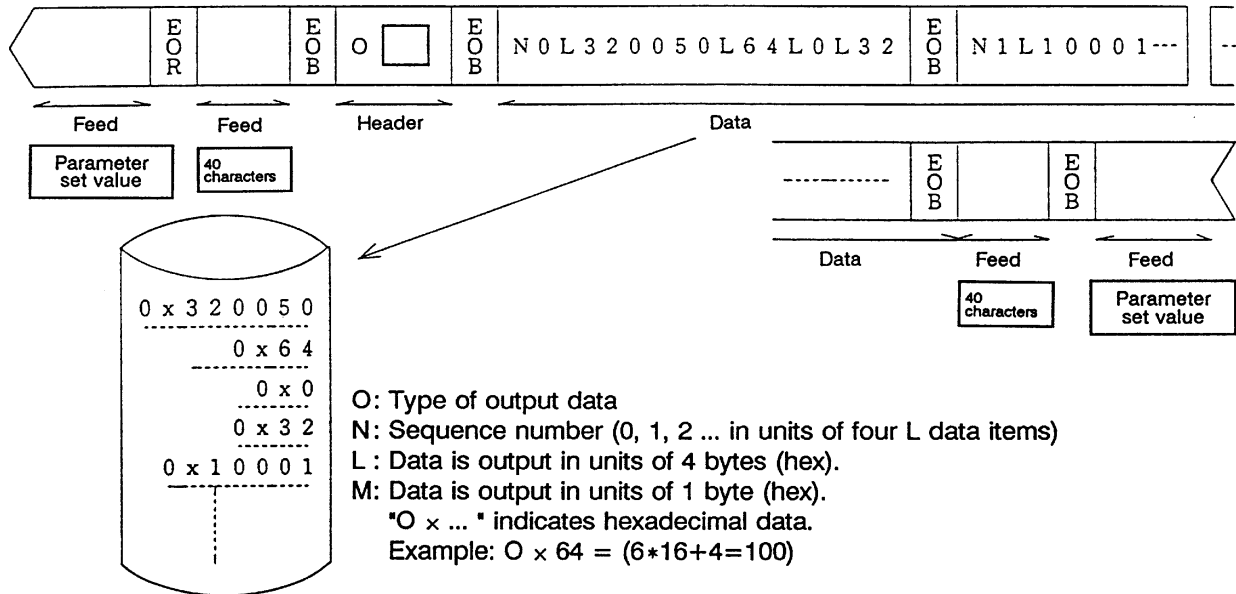 EOR EOB O EOB N0L320050L64L0L32 EOB N1L10001--- --
Feed Feed Header Data
Parameter set value
40 characters
---------- EOB EOB
Data Feed Feed
40 characters
Parameter set value
0x320050
0x64
0x0
0x32
0x10001
O: Type of output data
N: Sequence number (0, 1, 2 ... in units of four L data items)
L : Data is output in units of 4 bytes (hex).
M: Data is output in units of 1 byte (hex).
"O × ... " indicates hexadecimal data.
Example: O × 64 = (6*16+4=100)